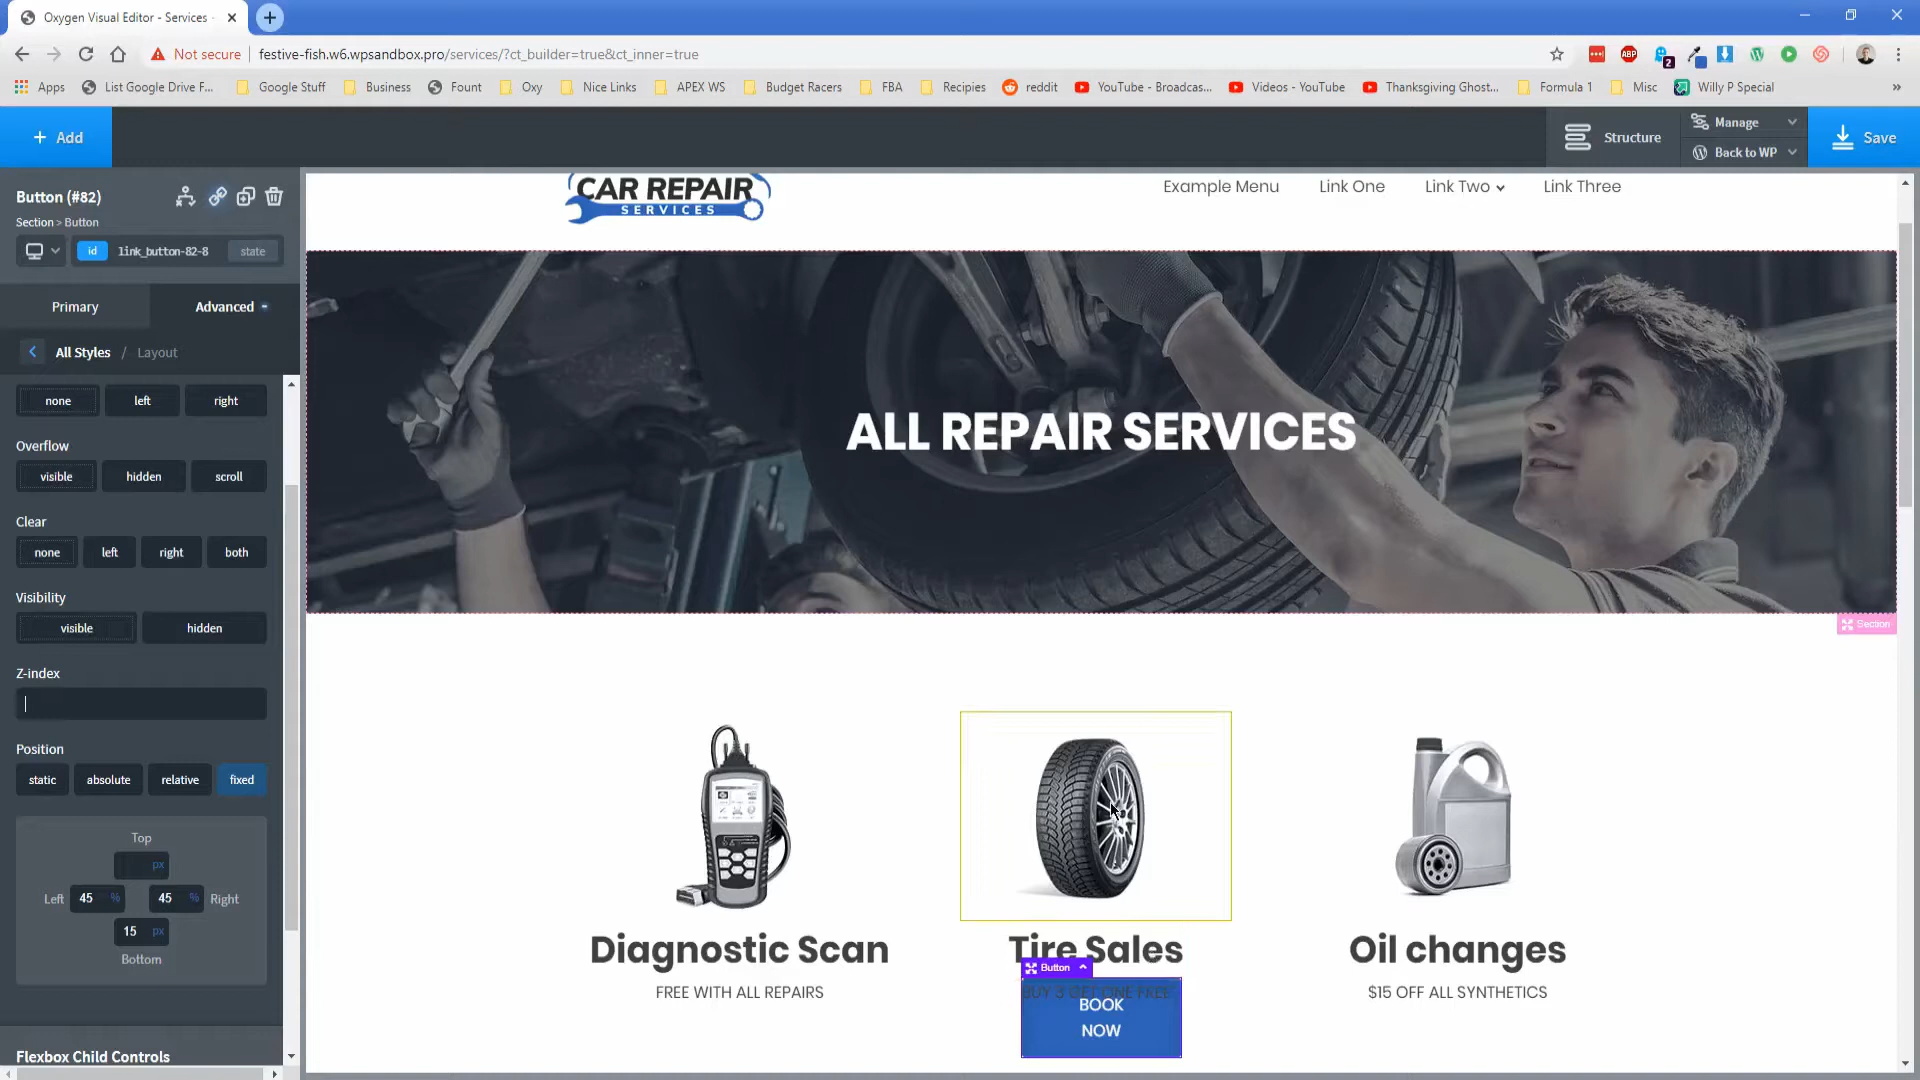 Oxygen Visual Editor - Services -
Not secure
festive-fish.w6.wpsandbox.pro/services/?ct_builder=true&ct_inner=true
ABP
2
Apps
List Google Drive F...
Google Stuff
Business
Fount
Oxy
Nice Links
APEX WS
Budget Racers
FBA
Recipies
reddit
YouTube - Broadcas...
Videos - YouTube
Thanksgiving Ghost...
Formula 1
Misc
Willy P Special
+ Add
Structure
Manage
Back to WP
Save
Button (#82)
Section > Button
id
link_button-82-8
state
Primary
Advanced
All Styles / Layout
none
left
right
Overflow
visible
hidden
scroll
Clear
none
left
right
both
Visibility
visible
hidden
Z-index
Position
static
absolute
relative
fixed
Top
px
Left
45
%
45
%
Right
15
px
Bottom
Flexbox Child Controls
CAR REPAIR
SERVICES
Example Menu
Link One
Link Two
Link Three
ALL REPAIR SERVICES
Section
Diagnostic Scan
Tire Sales
Oil changes
Button
FREE WITH ALL REPAIRS
BUY 3 GET ONE FREE
$15 OFF ALL SYNTHETICS
BOOK
NOW